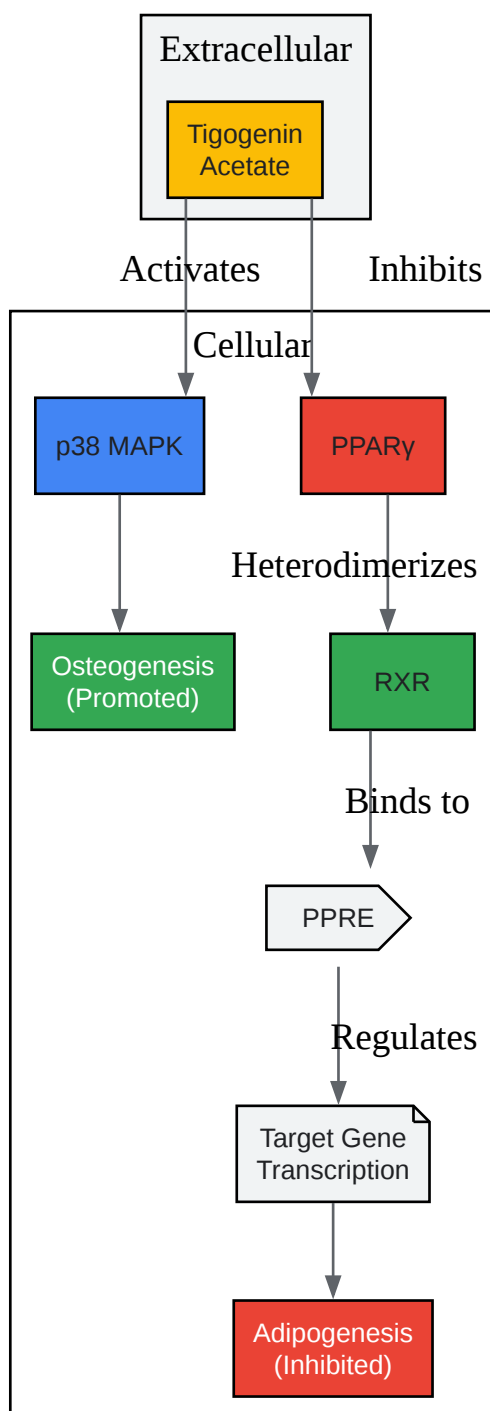 Extracellular
Tigogenin
Acetate
Activates
Inhibits
Cellular
p38 MAPK
PPARγ
Heterodimerizes
Osteogenesis
(Promoted)
RXR
Binds to
PPRE
Regulates
Target Gene
Transcription
Adipogenesis
(Inhibited)